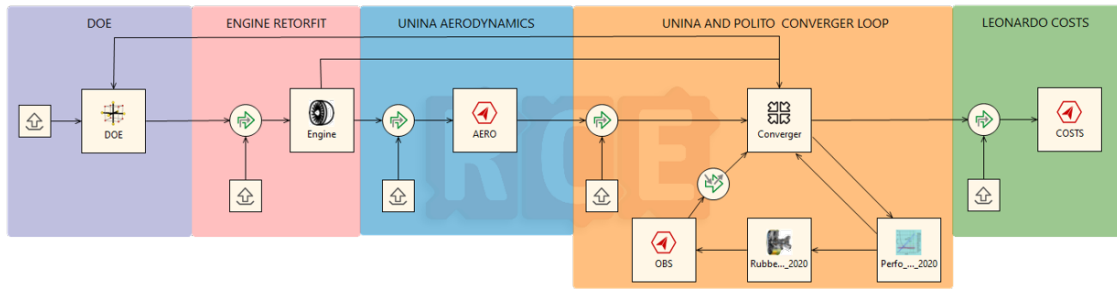 DOE
ENGINE RETORFIT
UNINA AERODYNAMICS
UNINA AND POLITO CONVERGER LOOP
LEONARDO COSTS
DOE
Engine
AERO
Converger
COSTS
RCE
OBS
Rubbe..._2020
Perfo_..._2020